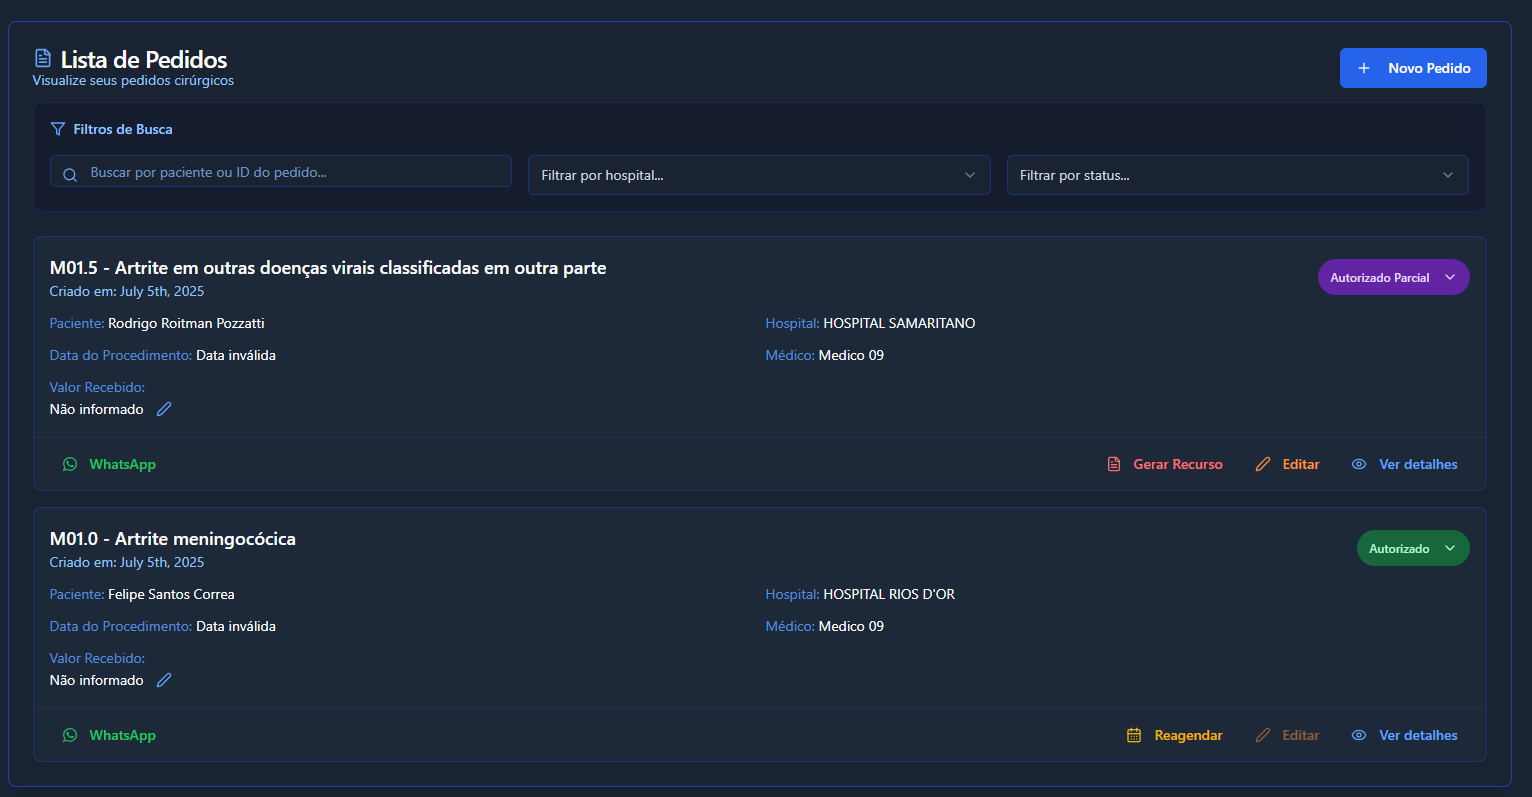 Lista de Pedidos
Visualize seus pedidos cirúrgicos
Novo Pedido
Filtros de Busca
Buscar por paciente ou ID do pedido...
Filtrar por hospital...
Filtrar por status...
M01.5 - Artrite em outras doenças virais classificadas em outra parte
Autorizado Parcial
Criado em: July 5th, 2025
Paciente: Rodrigo Roitman Pozzatti
Hospital: HOSPITAL SAMARITANO
Data do Procedimento: Data inválida
Médico: Medico 09
Valor Recebido:
Não informado
WhatsApp
Gerar Recurso
Editar
Ver detalhes
M01.0 - Artrite meningocócica
Autorizado
Criado em: July 5th, 2025
Paciente: Felipe Santos Correa
Hospital: HOSPITAL RIOS D'OR
Data do Procedimento: Data inválida
Médico: Medico 09
Valor Recebido:
Não informado
WhatsApp
Reagendar
Editar
Ver detalhes